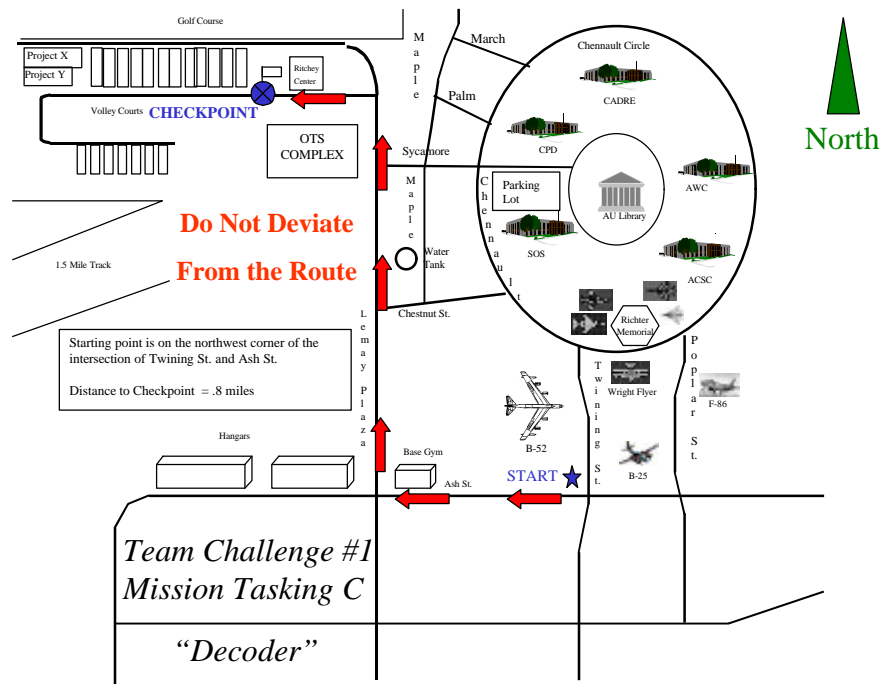 Golf Course
Maple
March
Chennault Circle
Project X
Project Y
Ritchey
Center
CADRE
Palm
North
Volley Courts
CHECKPOINT
OTS
COMPLEX
Sycamore
CPD
Maple
Chennault
Parking
Lot
AWC
AU Library
Do Not Deviate
From the Route
SOS
Water
Tank
ACSC
1.5 Mile Track
Chestnut St.
Richter
Memorial
Lemay Plaza
Starting point is on the northwest corner of the
intersection of Twining St. and Ash St.
Distance to Checkpoint = .8 miles
Twining St.
Poplar St.
Wright Flyer
F-86
Hangars
Base Gym
B-52
B-25
START
Ash St.
Team Challenge #1
Mission Tasking C
“Decoder”